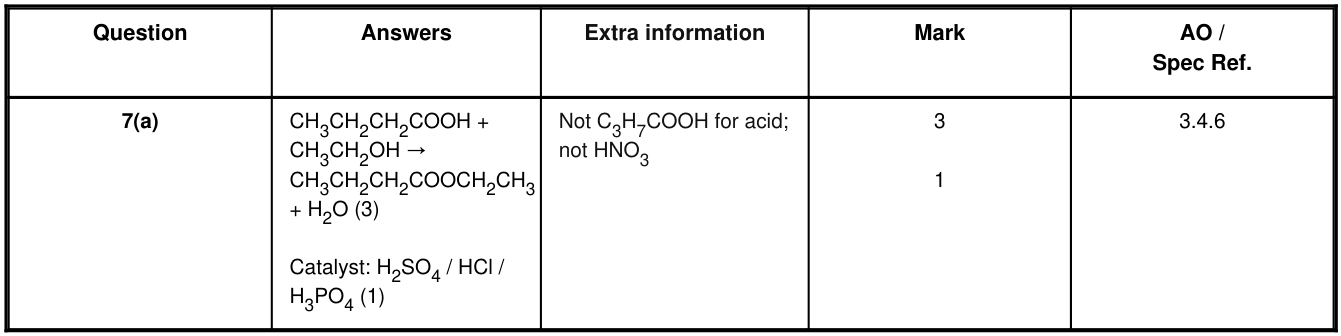 Question Answers Extra information Mark AO /
Spec Ref.
7(a)
CH₃CH₂CH₂COOH +
CH₃CH₂OH →
CH₃CH₂CH₂COOCH₂CH₃
+ H₂O (3)
Catalyst: H₂SO₄ / HCl /
H₃PO₄ (1)
Not C₃H₇COOH for acid;
not HNO₃
3
1
3.4.6